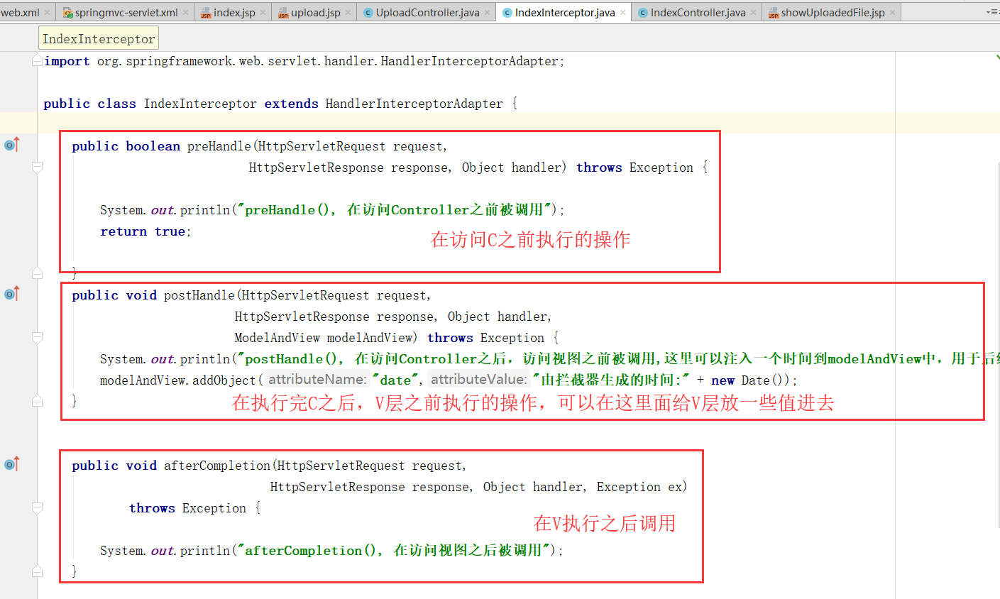 web.xml springmvc-servlet.xml index.jsp upload.jsp UploadController.java IndexInterceptor.java IndexController.java showUploadedFile.jsp
IndexInterceptor
import org.springframework.web.servlet.handler.HandlerInterceptorAdapter;
public class IndexInterceptor extends HandlerInterceptorAdapter {
public boolean preHandle(HttpServletRequest request,
HttpServletResponse response, Object handler) throws Exception {
System.out.println("preHandle(), 在访问Controller之前被调用");
return true;
在访问C之前执行的操作
}
public void postHandle(HttpServletRequest request,
HttpServletResponse response, Object handler,
ModelAndView modelAndView) throws Exception {
System.out.println("postHandle(), 在访问Controller之后，访问视图之前被调用,这里可以注入一个时间到modelAndView中，用于后
modelAndView.addObject( attributeName: "date", attributeValue: "由拦截器生成的时间:" + new Date());
}
在执行完C之后，V层之前执行的操作，可以在这里面给V层放一些值进去
public void afterCompletion(HttpServletRequest request,
HttpServletResponse response, Object handler, Exception ex)
throws Exception {
在V执行之后调用
System.out.println("afterCompletion(), 在访问视图之后被调用");
}